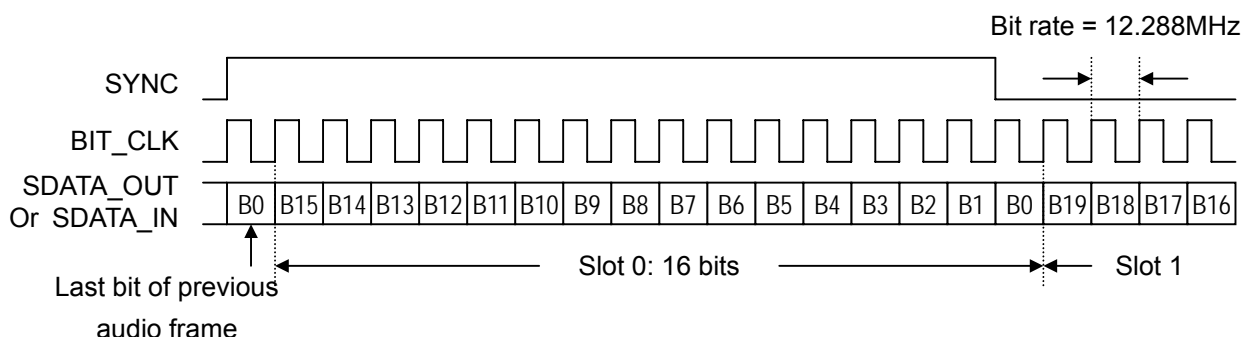 Bit rate = 12.288MHz
SYNC
BIT_CLK
SDATA_OUT
Or SDATA_IN
B0 B15 B14 B13 B12 B11 B10 B9 B8 B7 B6 B5 B4 B3 B2 B1 B0 B19 B18 B17 B16
Slot 0: 16 bits
Slot 1
Last bit of previous
audio frame